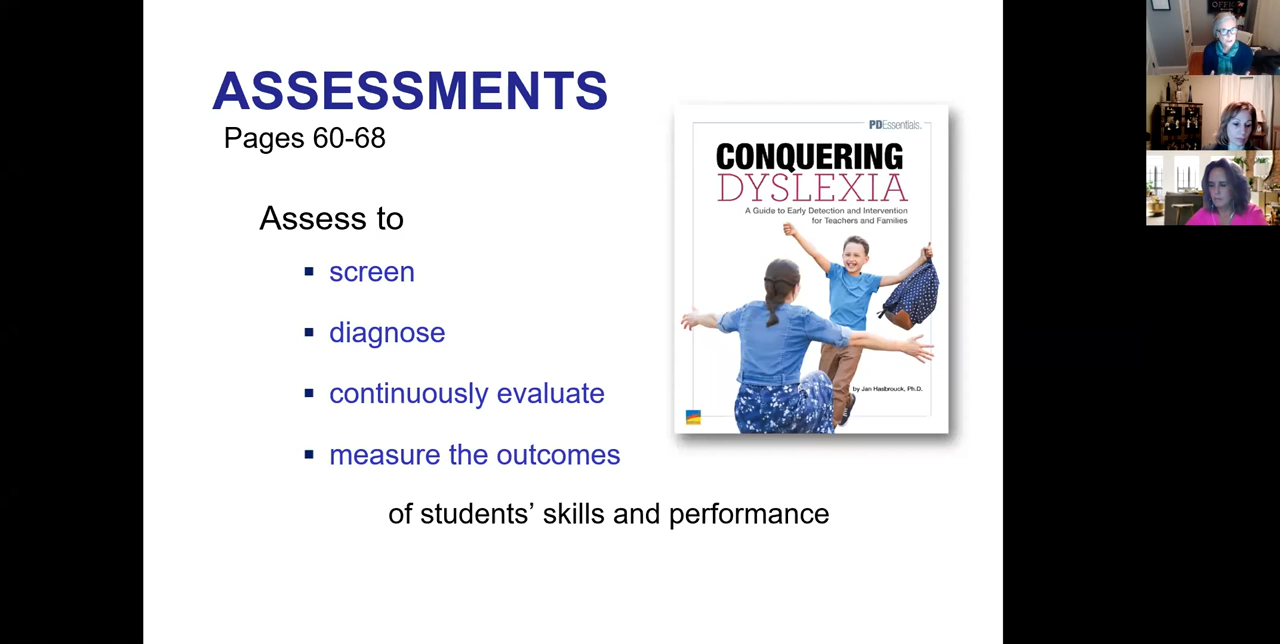 ASSESSMENTS
Pages 60-68
Assess to
▪ screen
▪ diagnose
▪ continuously evaluate
▪ measure the outcomes
of students’ skills and performance
PDEssentials.
CONQUERING
DYSLEXIA
A Guide to Early Detection and Intervention
for Teachers and Families
by Jan Hasbrouck, Ph.D.